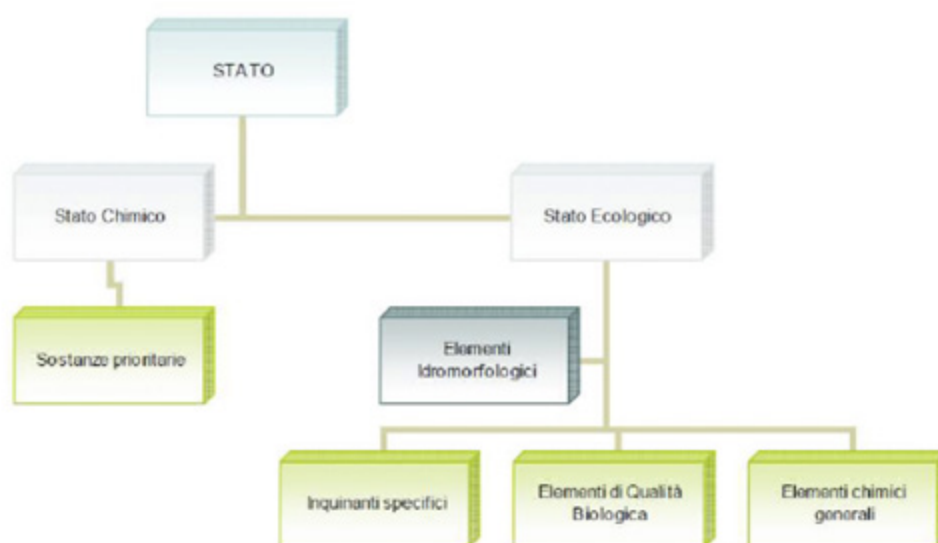 STATO
Stato Chimico
Stato Ecologico
Sostanze prioritarie
Elementi
Idromorfologici
Inquinanti specifici
Elementi di Qualità
Biologica
Elementi chimici
generali